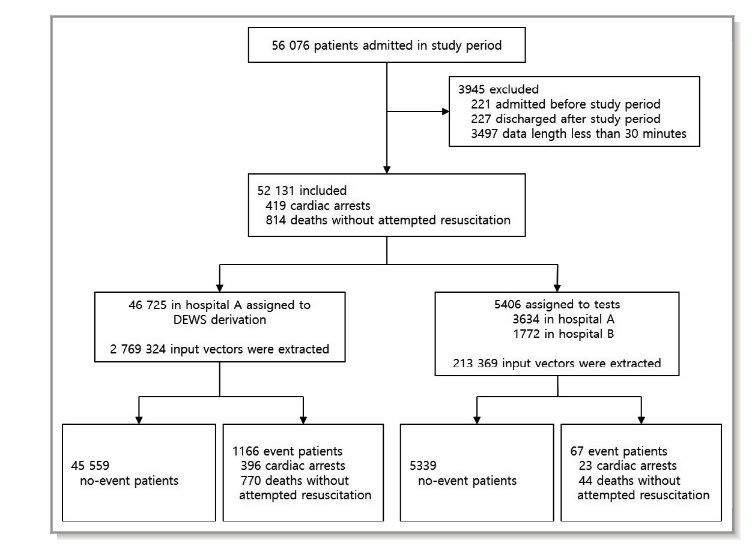 56 076 patients admitted in study period
3945 excluded
221 admitted before study period
227 discharged after study period
3497 data length less than 30 minutes
52 131 included
419 cardiac arrests
814 deaths without attempted resuscitation
46 725 in hospital A assigned to
DEWS derivation
2 769 324 input vectors were extracted
5406 assigned to tests
3634 in hospital A
1772 in hospital B
213 369 input vectors were extracted
45 559
no-event patients
1166 event patients
396 cardiac arrests
770 deaths without
attempted resuscitation
5339
no-event patients
67 event patients
23 cardiac arrests
44 deaths without
attempted resuscitation